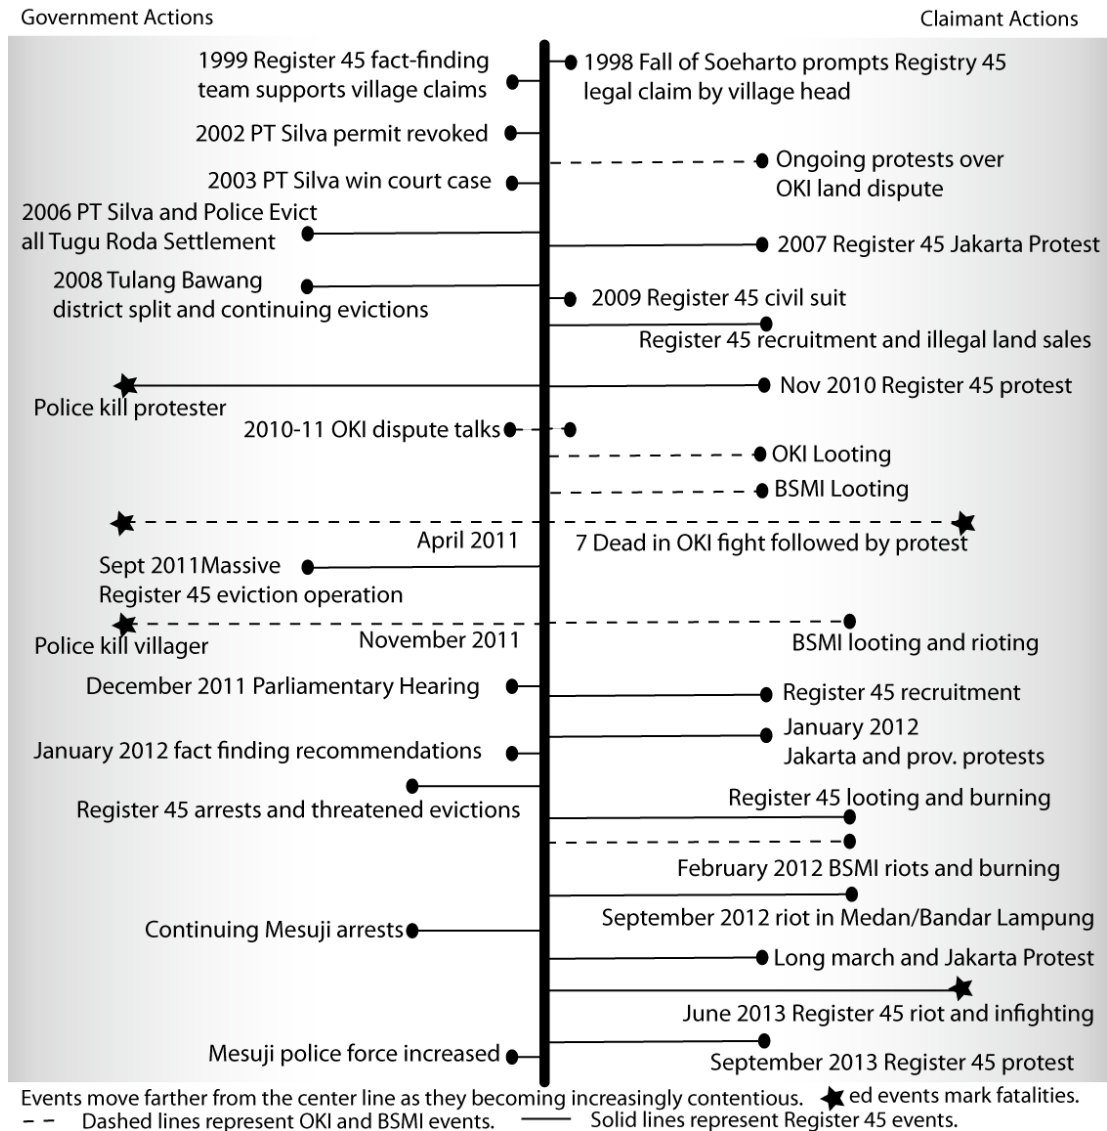 Government Actions
Claimant Actions
1999 Register 45 fact-finding
team supports village claims
1998 Fall of Soeharto prompts Registry 45
legal claim by village head
2002 PT Silva permit revoked
Ongoing protests over
OKI land dispute
2003 PT Silva win court case
2006 PT Silva and Police Evict
all Tugu Roda Settlement
2007 Register 45 Jakarta Protest
2008 Tulang Bawang
district split and continuing evictions
2009 Register 45 civil suit
Register 45 recruitment and illegal land sales
Nov 2010 Register 45 protest
Police kill protester
2010-11 OKI dispute talks
OKI Looting
BSMI Looting
April 2011
7 Dead in OKI fight followed by protest
Sept 2011Massive
Register 45 eviction operation
November 2011
Police kill villager
BSMI looting and rioting
December 2011 Parliamentary Hearing
Register 45 recruitment
January 2012
Jakarta and prov. protests
January 2012 fact finding recommendations
Register 45 arrests and threatened evictions
Register 45 looting and burning
February 2012 BSMI riots and burning
September 2012 riot in Medan/Bandar Lampung
Continuing Mesuji arrests
Long march and Jakarta Protest
June 2013 Register 45 riot and infighting
Mesuji police force increased
September 2013 Register 45 protest
Events move farther from the center line as they becoming increasingly contentious. ed events mark fatalities.
Dashed lines represent OKI and BSMI events. Solid lines represent Register 45 events.